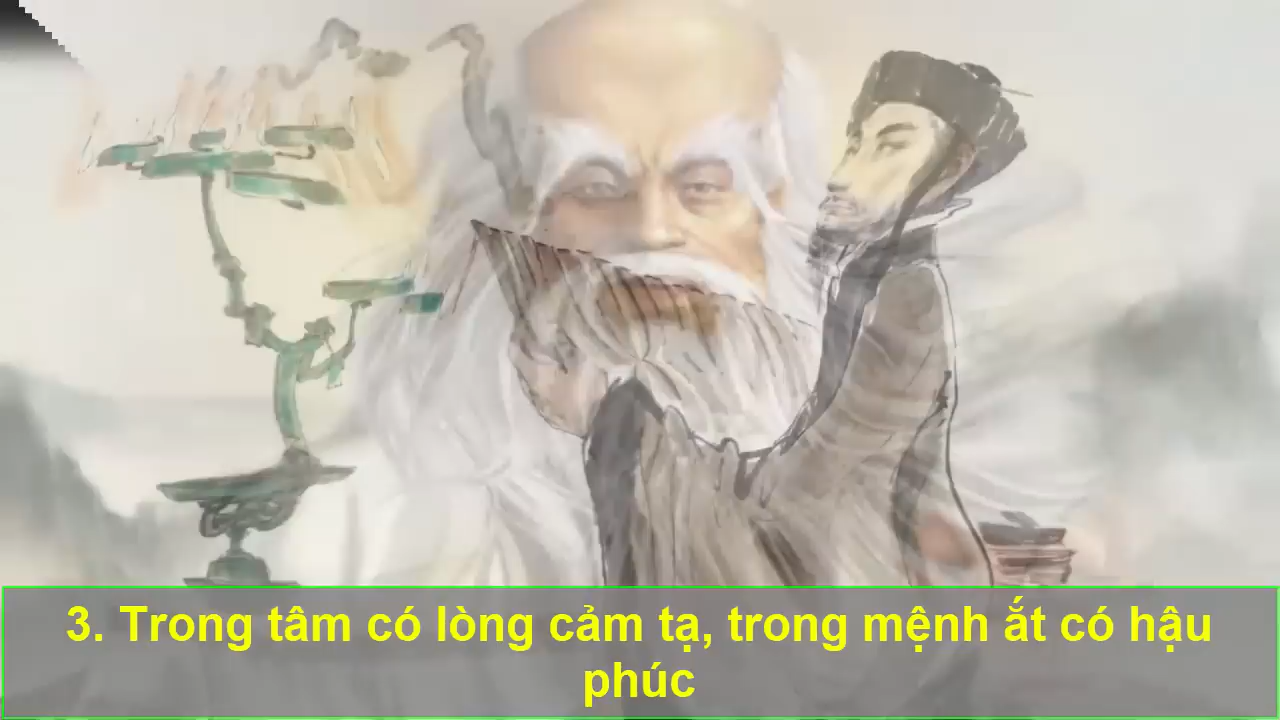 3. Trong tâm có lòng cảm tạ, trong mệnh ắt có hậu
phúc